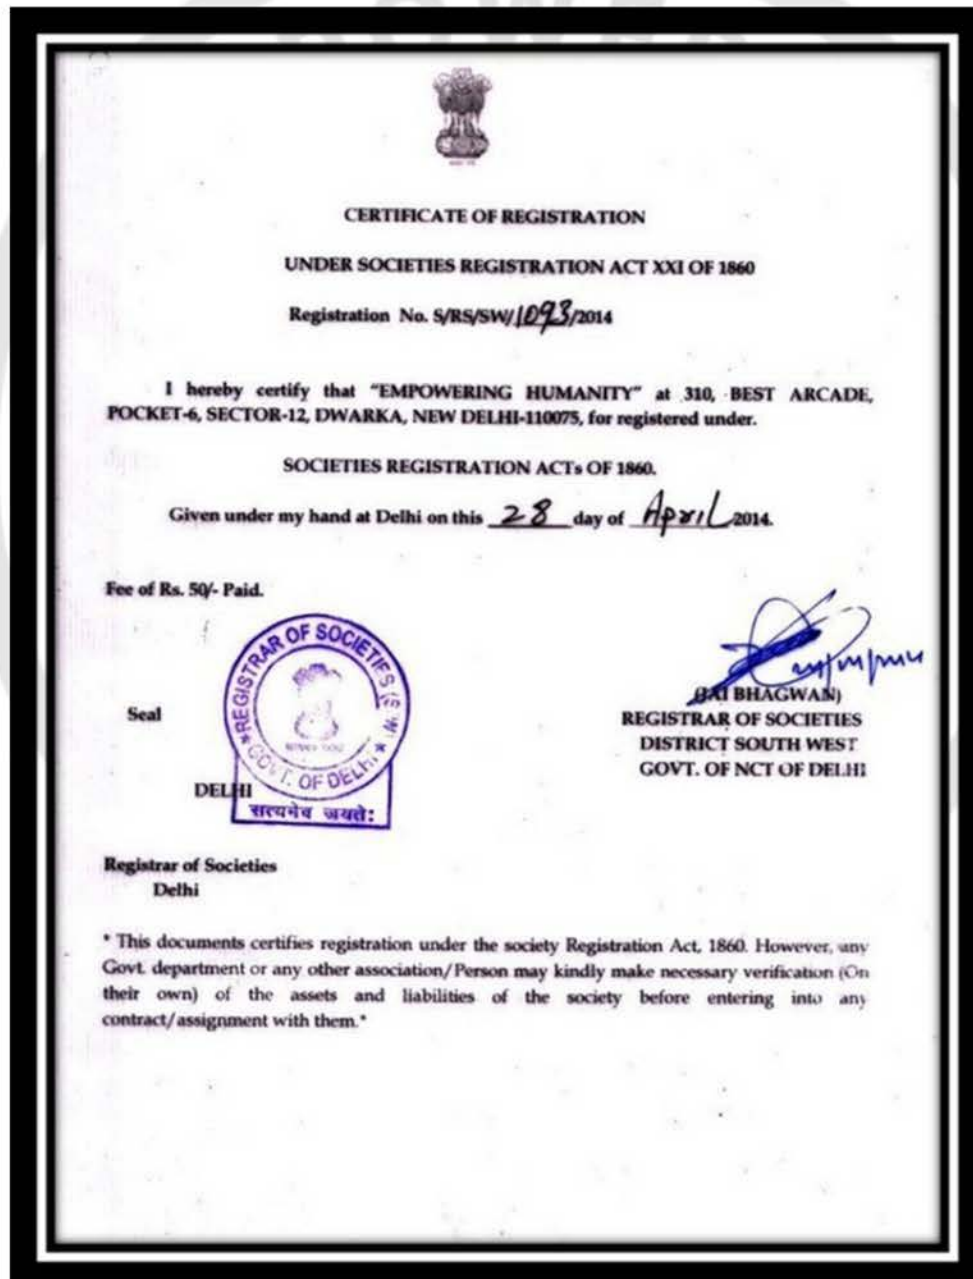 CERTIFICATE OF REGISTRATION
UNDER SOCIETIES REGISTRATION ACT XXI OF 1860
Registration No. S/RS/SW/1093/2014
I hereby certify that "EMPOWERING HUMANITY" at 310, BEST ARCADE,
POCKET-6, SECTOR-12, DWARKA, NEW DELHI-110075, for registered under.
SOCIETIES REGISTRATION ACTs OF 1860.
Given under my hand at Delhi on this 28 day of April 2014.
Fee of Rs. 50/- Paid.
REGISTRAR OF SOCIETIES (S.W.)
GOVT. OF DELHI
सत्यमेव जयते:
Seal
DELHI
(JAI BHAGWAN)
REGISTRAR OF SOCIETIES
DISTRICT SOUTH WEST
GOVT. OF NCT OF DELHI
Registrar of Societies
Delhi
* This documents certifies registration under the society Registration Act, 1860. However, any
Govt. department or any other association/Person may kindly make necessary verification (On
their own) of the assets and liabilities of the society before entering into any
contract/assignment with them.*